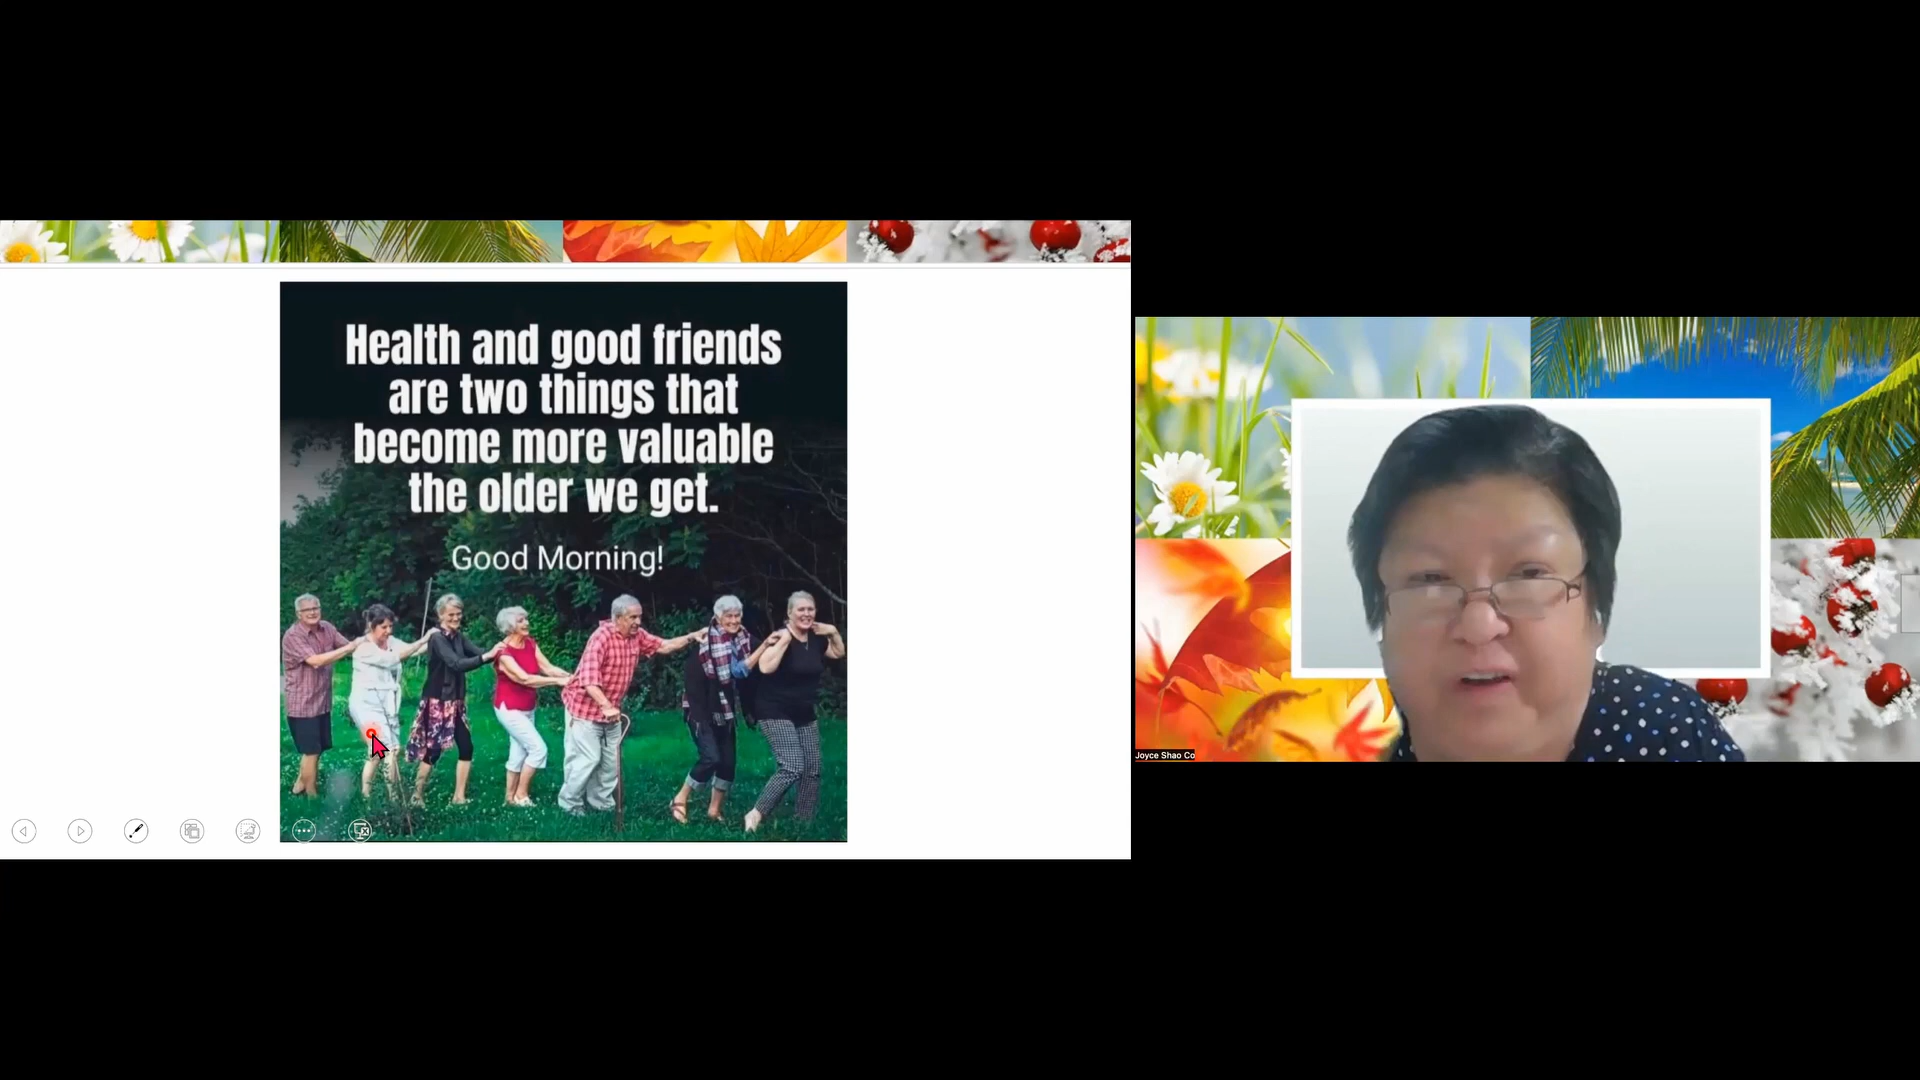 Health and good friends
are two things that
become more valuable
the older we get.
Good Morning!
Joyce Shao Co